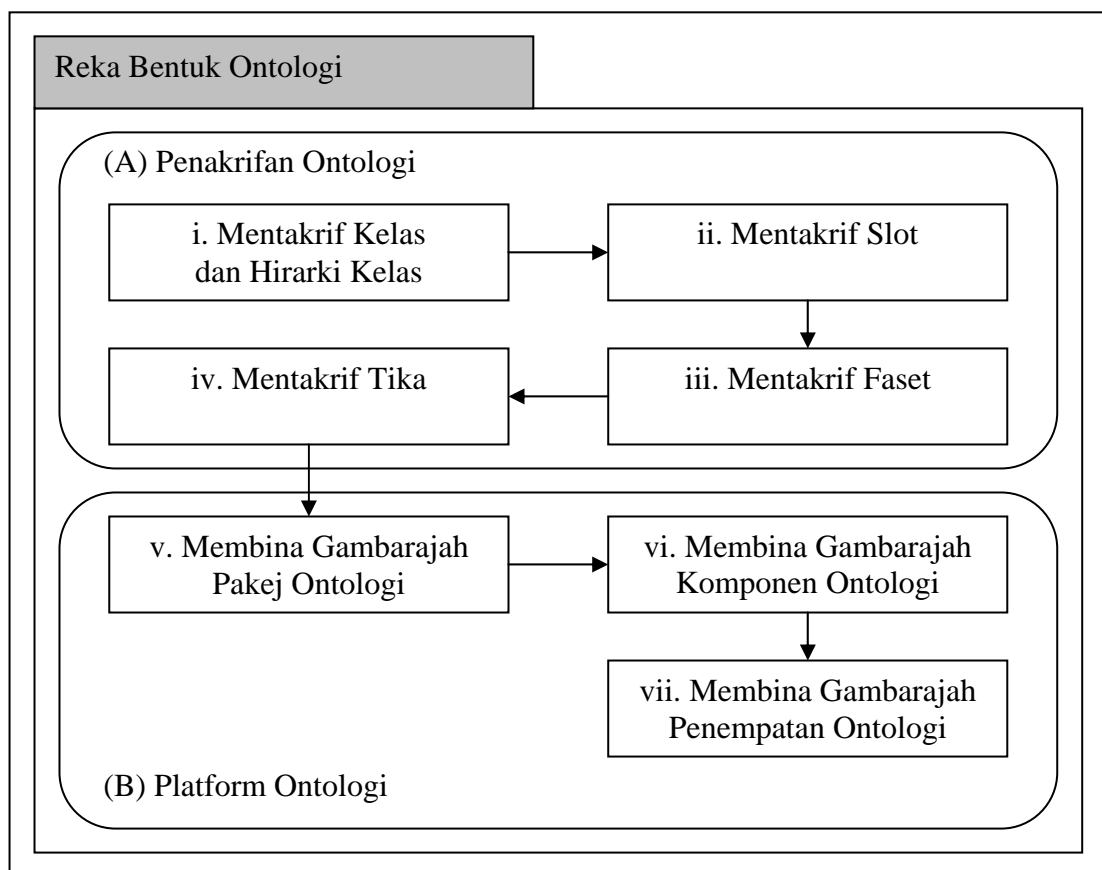 Reka Bentuk Ontologi
(A) Penakrifan Ontologi
i. Mentakrif Kelas
dan Hirarki Kelas
ii. Mentakrif Slot
iv. Mentakrif Tika
iii. Mentakrif Faset
v. Membina Gambarajah
Pakej Ontologi
vi. Membina Gambarajah
Komponen Ontologi
vii. Membina Gambarajah
Penempatan Ontologi
(B) Platform Ontologi